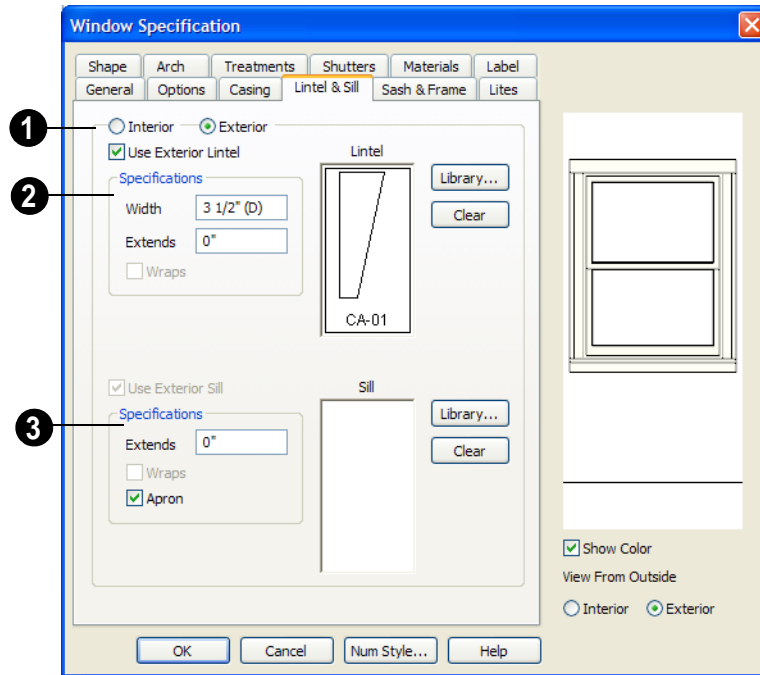 Window Specification
Shape Arch Treatments Shutters Materials Label
General Options Casing Lintel & Sill Sash & Frame Lites
1 Interior Exterior
Use Exterior Lintel Lintel
2 Specifications Library...
Width 3 1/2" (D) Clear
Extends 0"
Wraps
CA-01
Use Exterior Sill Sill
3 Specifications Library...
Extends 0" Clear
Wraps
Apron
Show Color
View From Outside
Interior Exterior
OK Cancel Num Style... Help